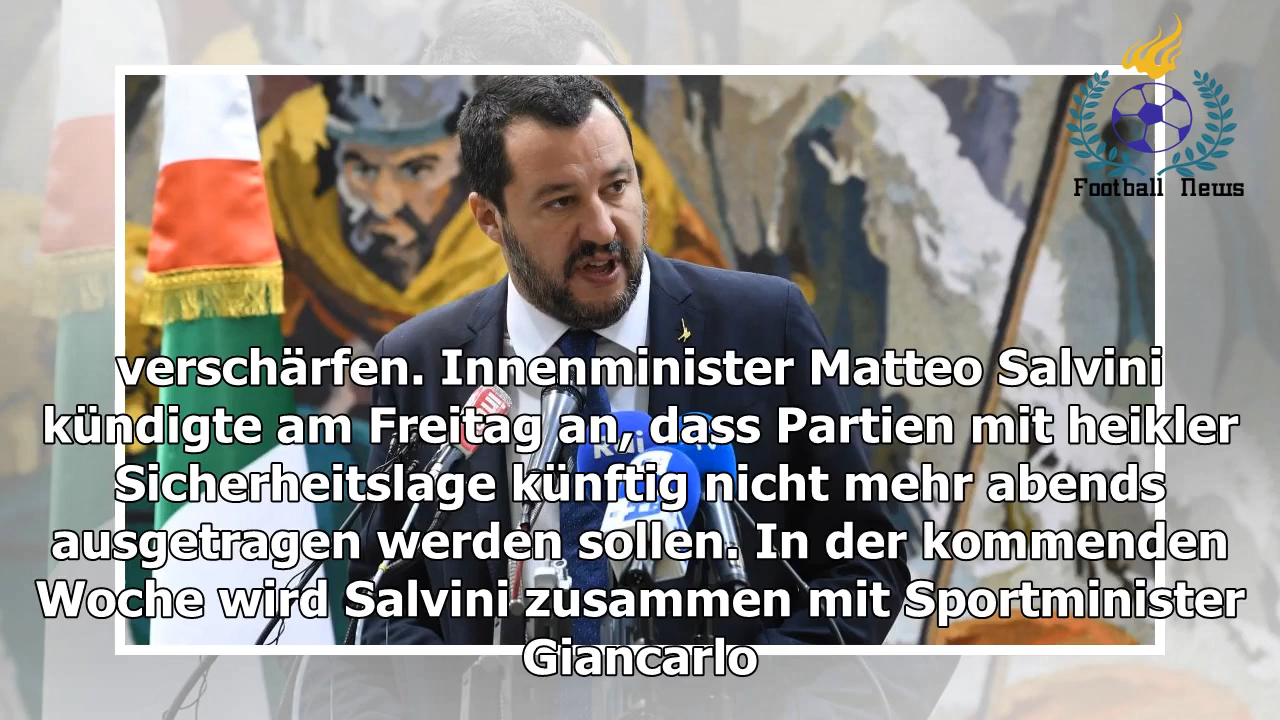 Football News
verschärfen. Innenminister Matteo Salvini
kündigte am Freitag an, dass Partien mit heikler
Sicherheitslage künftig nicht mehr abends
ausgetragen werden sollen. In der kommenden
Woche wird Salvini zusammen mit Sportminister
Giancarlo